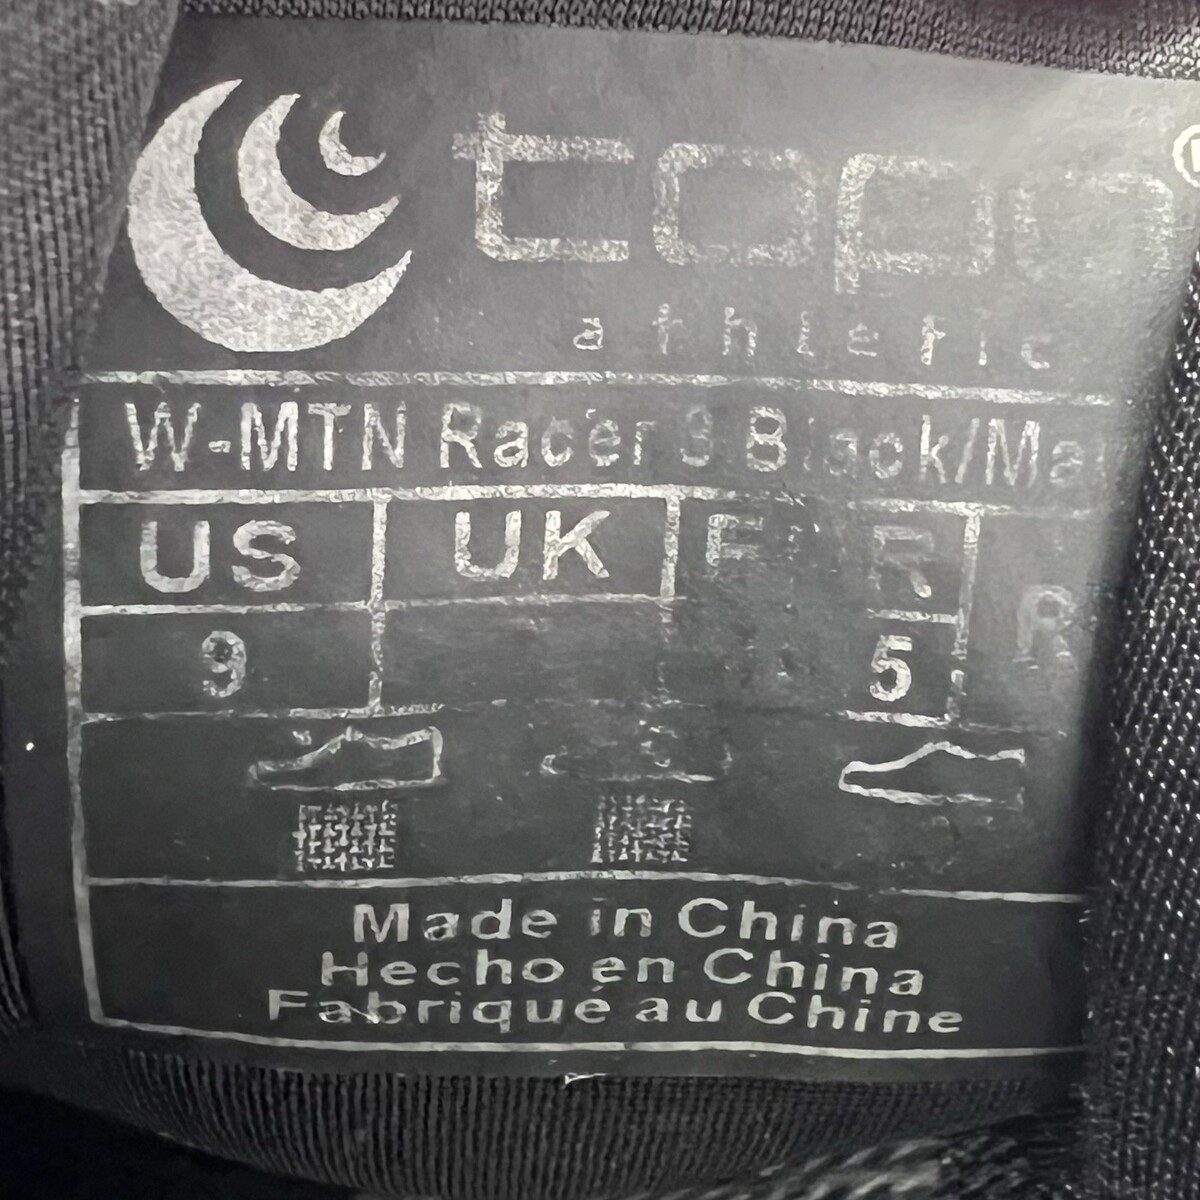 topo
athletic
W-MTN Racer 3 Black/Ma
US UK F R R
9 5
Made in China
Hecho en China
Fabriqué au Chine